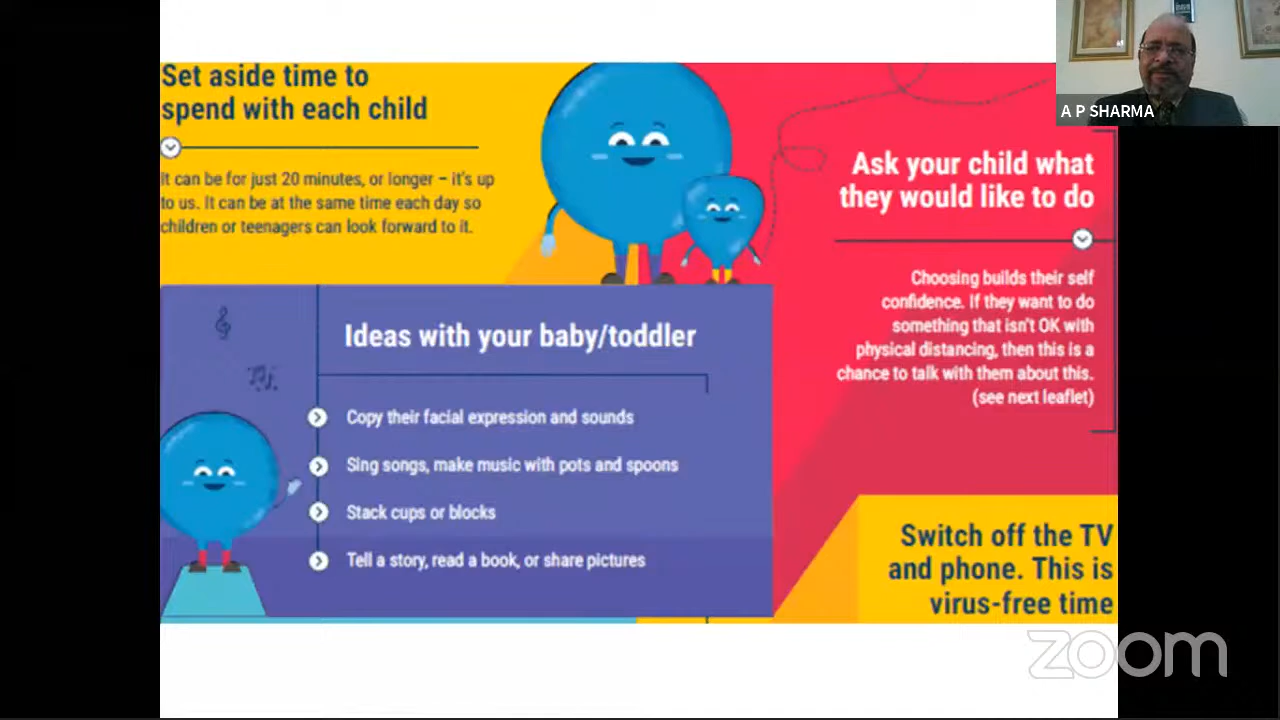 Set aside time to
spend with each child
It can be for just 20 minutes, or longer – it's up
to us. It can be at the same time each day so
children or teenagers can look forward to it.
A P SHARMA
Ask your child what
they would like to do
Choosing builds their self
confidence. If they want to do
something that isn't OK with
physical distancing, then this is a
chance to talk with them about this.
(see next leaflet)
Ideas with your baby/toddler
Copy their facial expression and sounds
Sing songs, make music with pots and spoons
Stack cups or blocks
Tell a story, read a book, or share pictures
Switch off the TV
and phone. This is
virus-free time
zoom